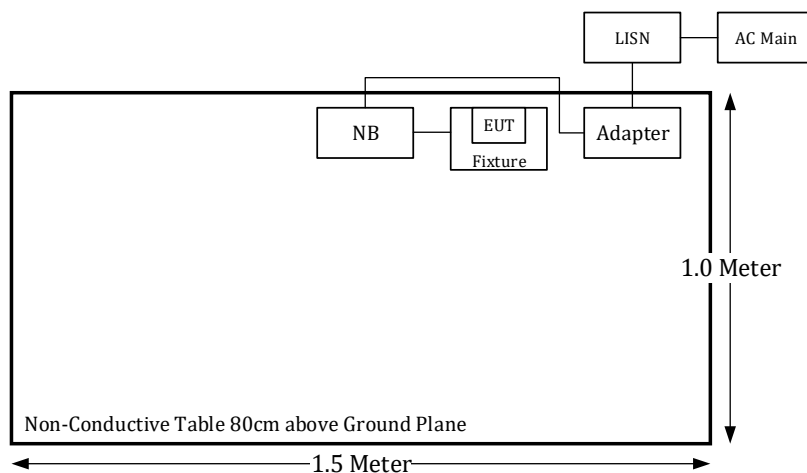 LISN
AC Main
NB
EUT
Fixture
Adapter
1.0 Meter
Non-Conductive Table 80cm above Ground Plane
1.5 Meter